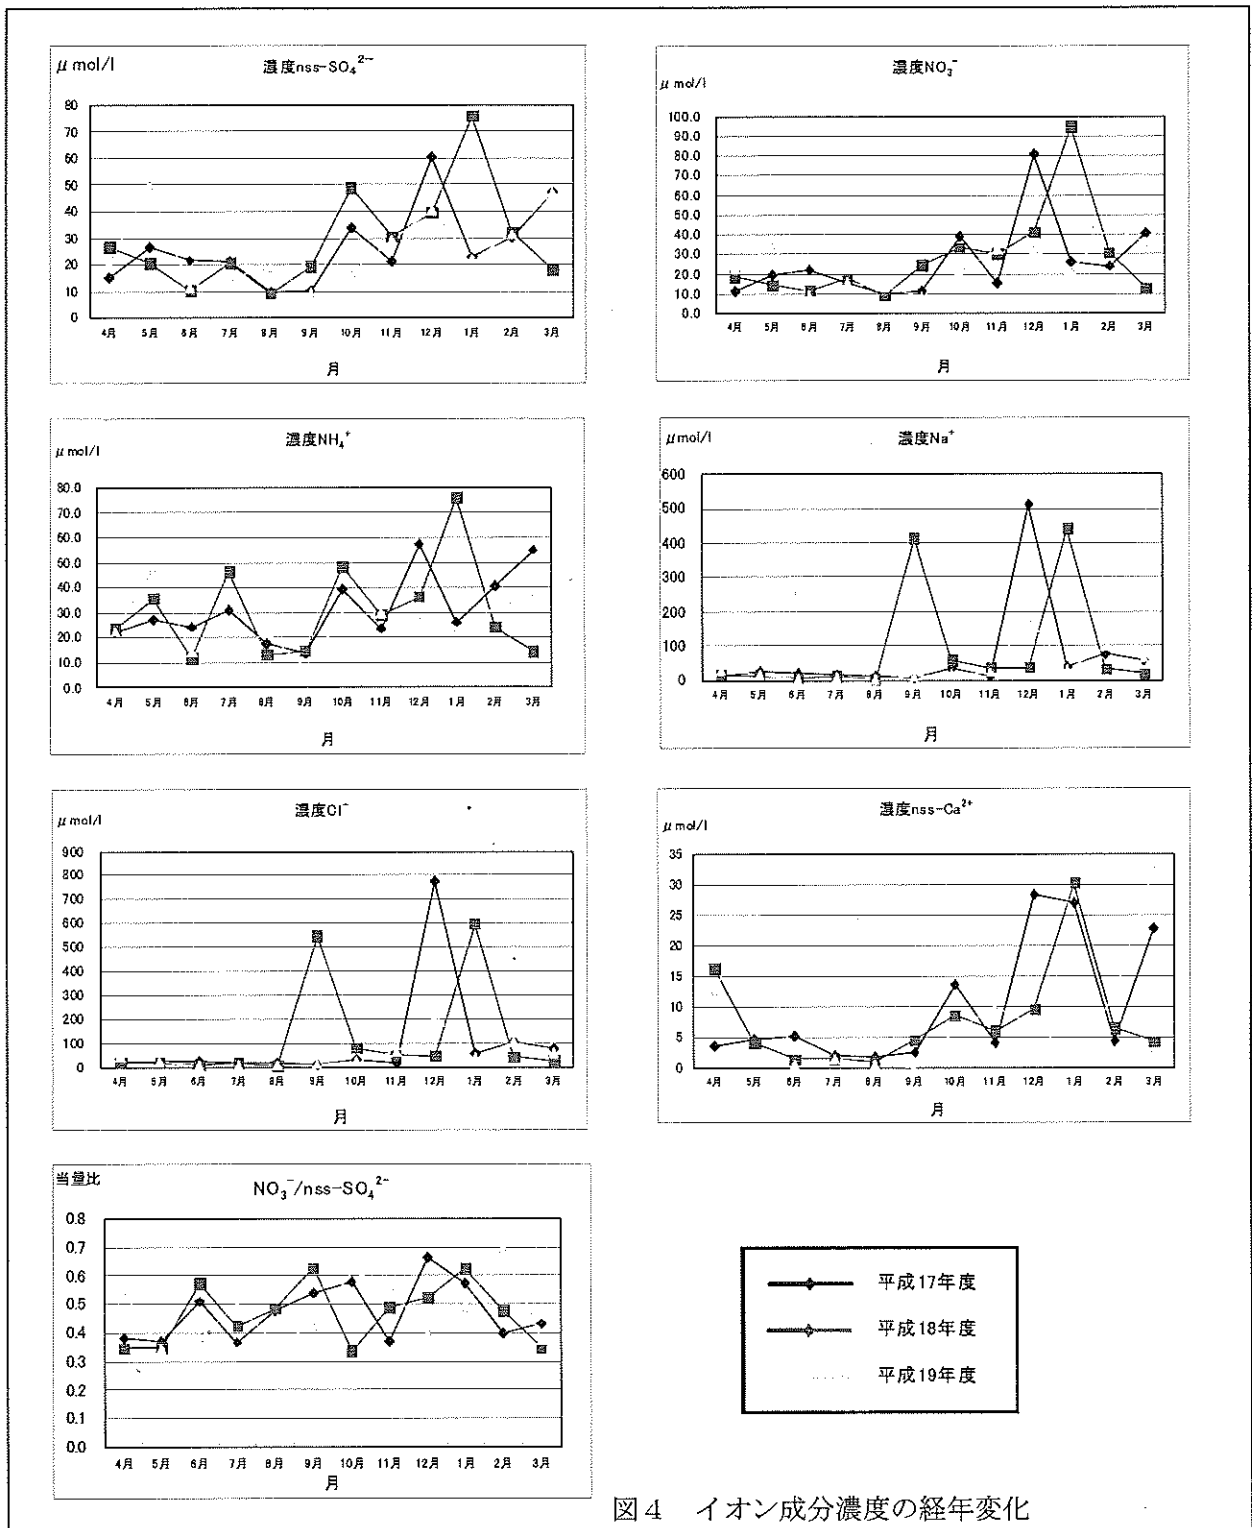 μ mol/l
濃度nss-SO₄²⁻
80
70
60
50
40
30
20
10
0
4月 5月 6月 7月 8月 9月 10月 11月 12月 1月 2月 3月
月
濃度NO₃⁻
μ mol/l
100.0
90.0
80.0
70.0
60.0
50.0
40.0
30.0
20.0
10.0
0.0
4月 5月 6月 7月 8月 9月 10月 11月 12月 1月 2月 3月
月
濃度NH₄⁺
μ mol/l
80.0
70.0
60.0
50.0
40.0
30.0
20.0
10.0
0.0
4月 5月 6月 7月 8月 9月 10月 11月 12月 1月 2月 3月
月
μ mol/l
濃度Na⁺
600
500
400
300
200
100
0
4月 5月 6月 7月 8月 9月 10月 11月 12月 1月 2月 3月
月
濃度Cl⁻
μ mol/l
900
800
700
600
500
400
300
200
100
0
4月 5月 6月 7月 8月 9月 10月 11月 12月 1月 2月 3月
月
濃度nss-Ca²⁺
μ mol/l
35
30
25
20
15
10
5
0
4月 5月 6月 7月 8月 9月 10月 11月 12月 1月 2月 3月
月
当量比
NO₃⁻/nss-SO₄²⁻
0.8
0.7
0.6
0.5
0.4
0.3
0.2
0.1
0.0
4月 5月 6月 7月 8月 9月 10月 11月 12月 1月 2月 3月
月
平成17年度
平成18年度
平成19年度
図4 イオン成分濃度の経年変化